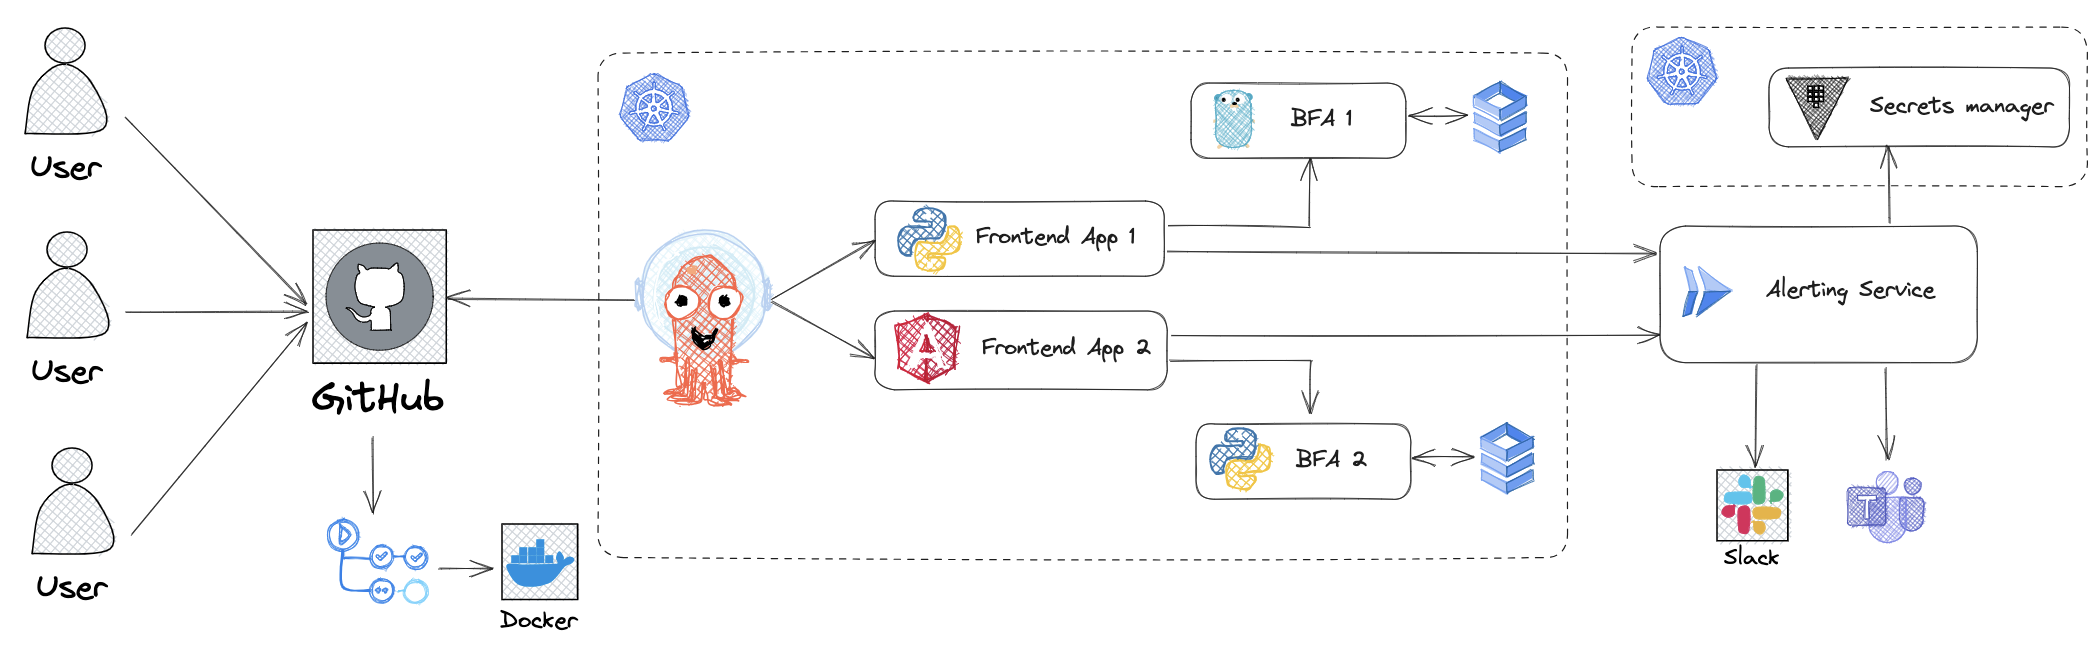 User
User
User
GitHub
Docker
Frontend App 1
Frontend App 2
BFA 1
BFA 2
Secrets manager
Alerting Service
Slack
T